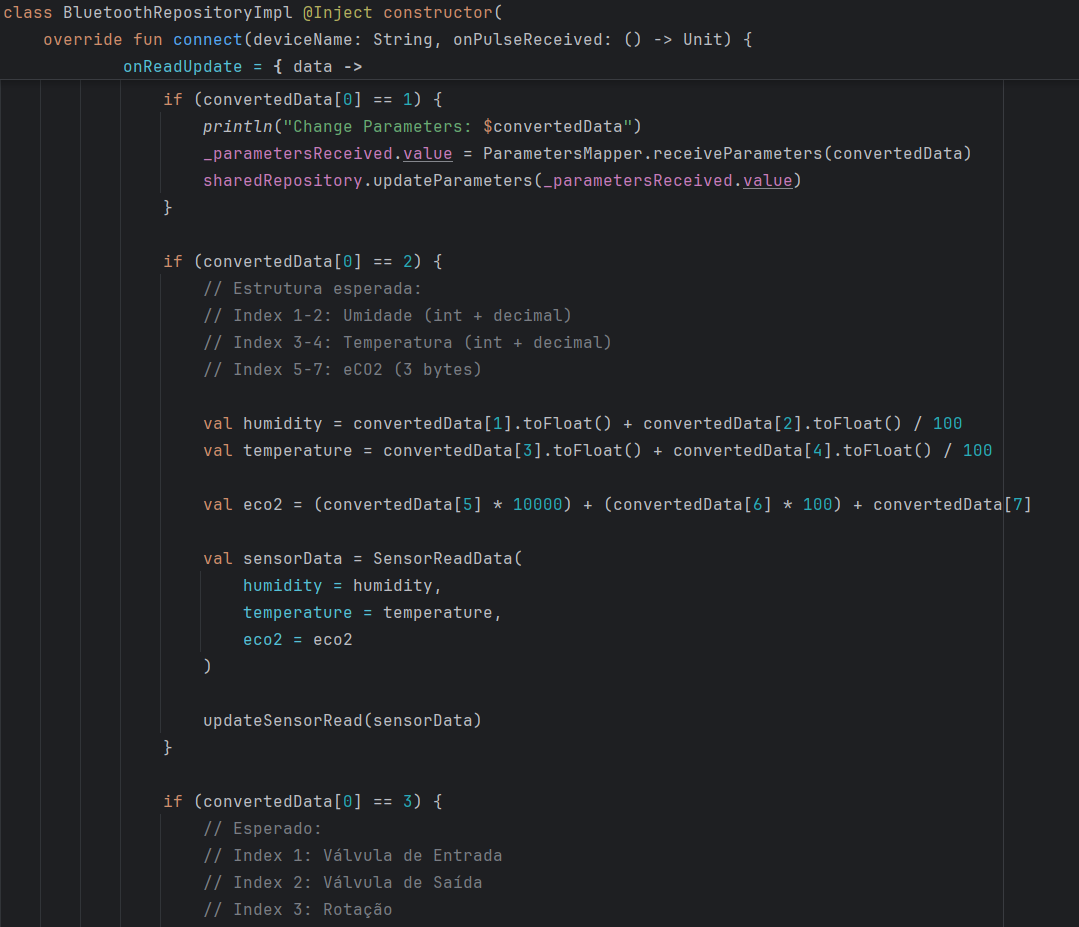 class BluetoothRepositoryImpl @Inject constructor(
override fun connect(deviceName: String, onPulseReceived: () -> Unit) {
onReadUpdate = { data ->
if (convertedData[0] == 1) {
println("Change Parameters: $convertedData")
_parametersReceived.value = ParametersMapper.receiveParameters(convertedData)
sharedRepository.updateParameters(_parametersReceived.value)
}
if (convertedData[0] == 2) {
// Estrutura esperada:
// Index 1-2: Umidade (int + decimal)
// Index 3-4: Temperatura (int + decimal)
// Index 5-7: eCO2 (3 bytes)
val humidity = convertedData[1].toFloat() + convertedData[2].toFloat() / 100
val temperature = convertedData[3].toFloat() + convertedData[4].toFloat() / 100
val eco2 = (convertedData[5] * 10000) + (convertedData[6] * 100) + convertedData[7]
val sensorData = SensorReadData(
humidity = humidity,
temperature = temperature,
eco2 = eco2
)
updateSensorRead(sensorData)
}
if (convertedData[0] == 3) {
// Esperado:
// Index 1: Válvula de Entrada
// Index 2: Válvula de Saída
// Index 3: Rotação